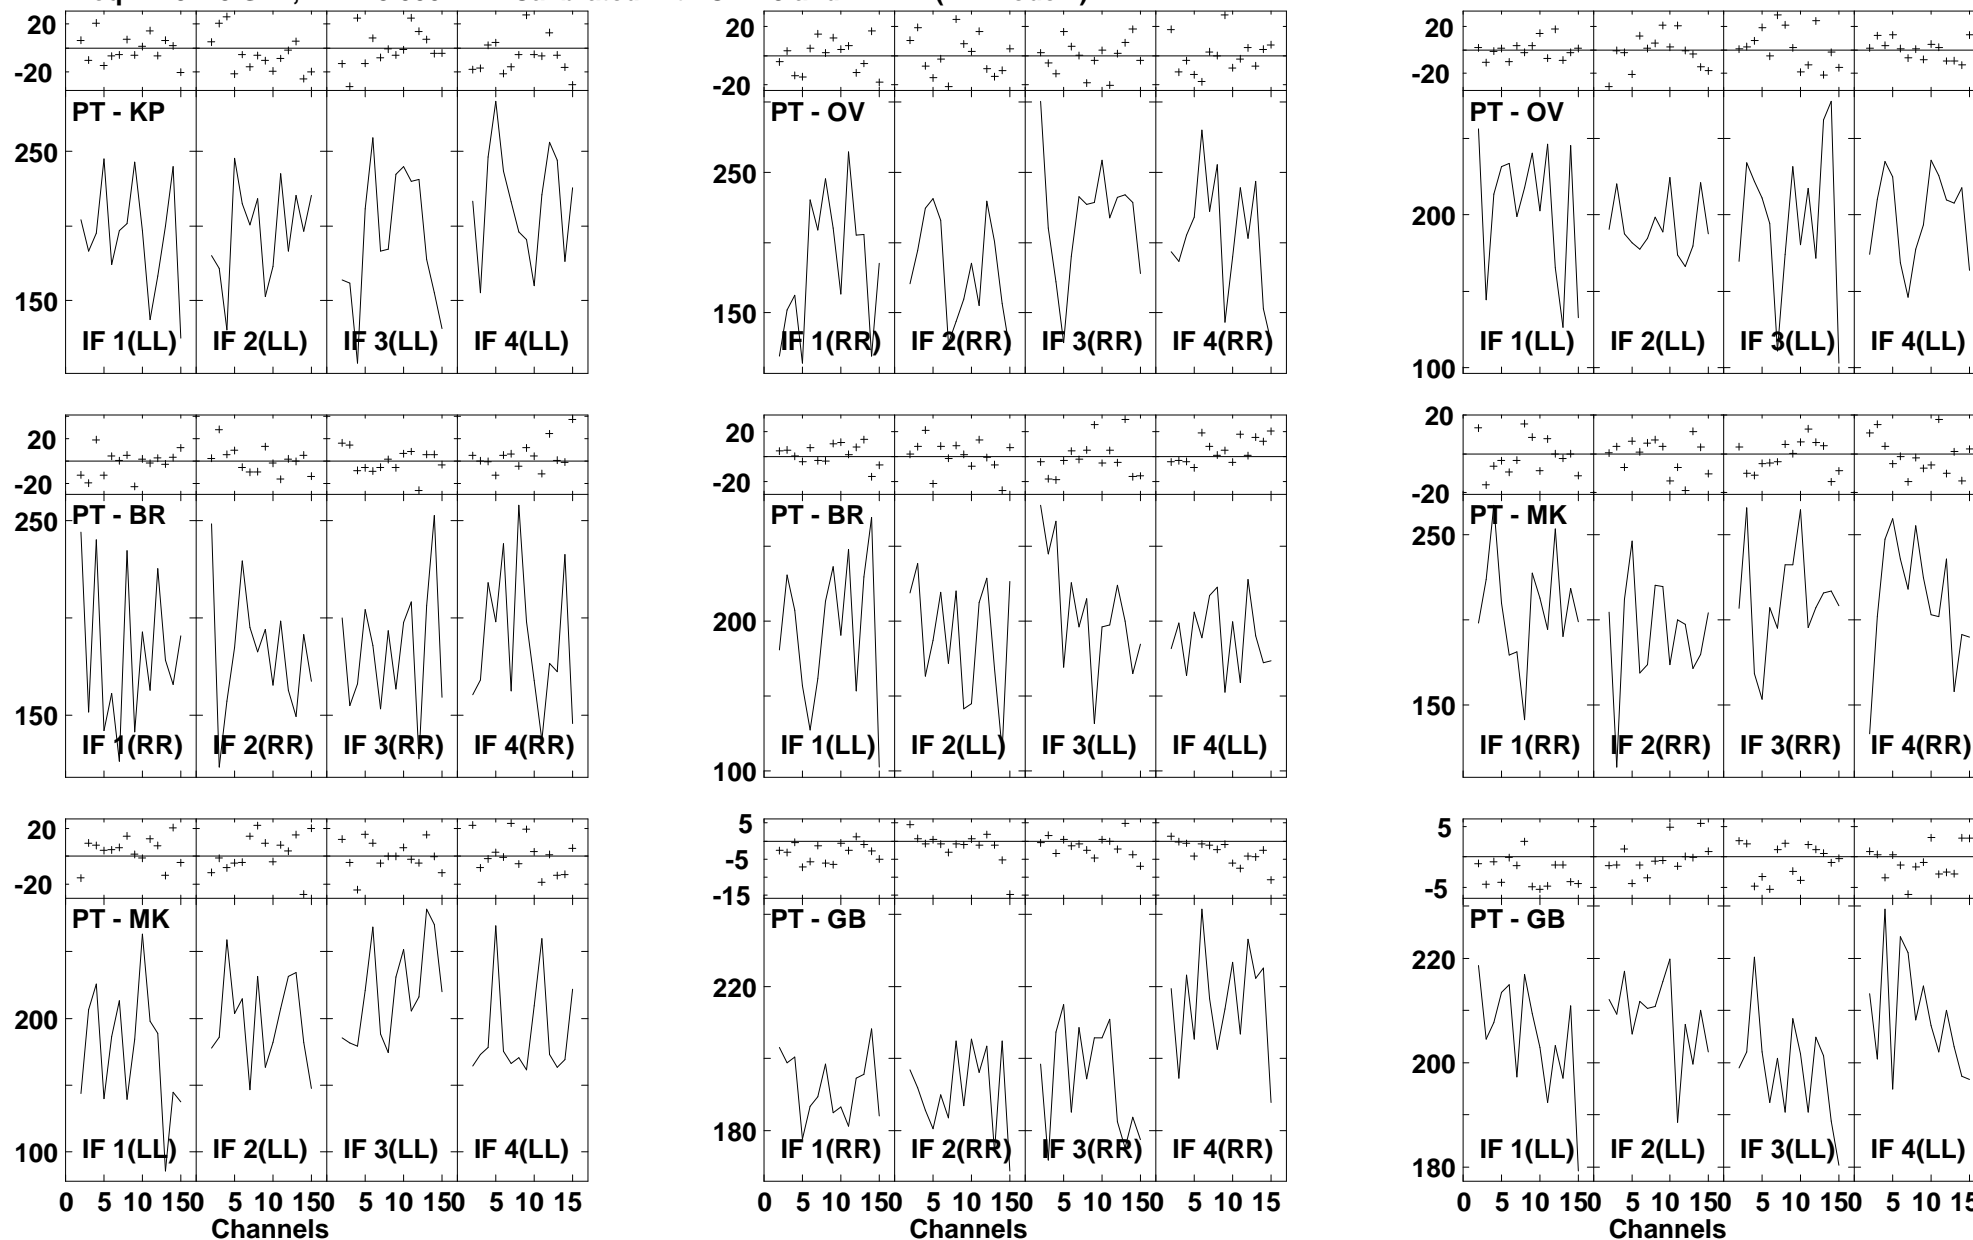 20
-20
PT - KP
250
150
IF 1(LL) IF 2(LL) IF 3(LL) IF 4(LL)
20
-20
PT - OV
250
150
IF 1(RR) IF 2(RR) IF 3(RR) IF 4(RR)
20
-20
PT - OV
200
100
IF 1(LL) IF 2(LL) IF 3(LL) IF 4(LL)
20
-20
PT - BR
250
150
IF 1(RR) IF 2(RR) IF 3(RR) IF 4(RR)
20
-20
PT - BR
200
100
IF 1(LL) IF 2(LL) IF 3(LL) IF 4(LL)
20
-20
PT - MK
250
150
IF 1(RR) IF 2(RR) IF 3(RR) IF 4(RR)
20
-20
PT - MK
200
100
IF 1(LL) IF 2(LL) IF 3(LL) IF 4(LL)
0 5 10 150 5 10 150 5 10 150 5 10 15
Channels
5
-5
-15
PT - GB
220
180
IF 1(RR) IF 2(RR) IF 3(RR) IF 4(RR)
0 5 10 150 5 10 150 5 10 150 5 10 15
Channels
5
-5
PT - GB
220
200
180
IF 1(LL) IF 2(LL) IF 3(LL) IF 4(LL)
0 5 10 150 5 10 150 5 10 150 5 10
Channels